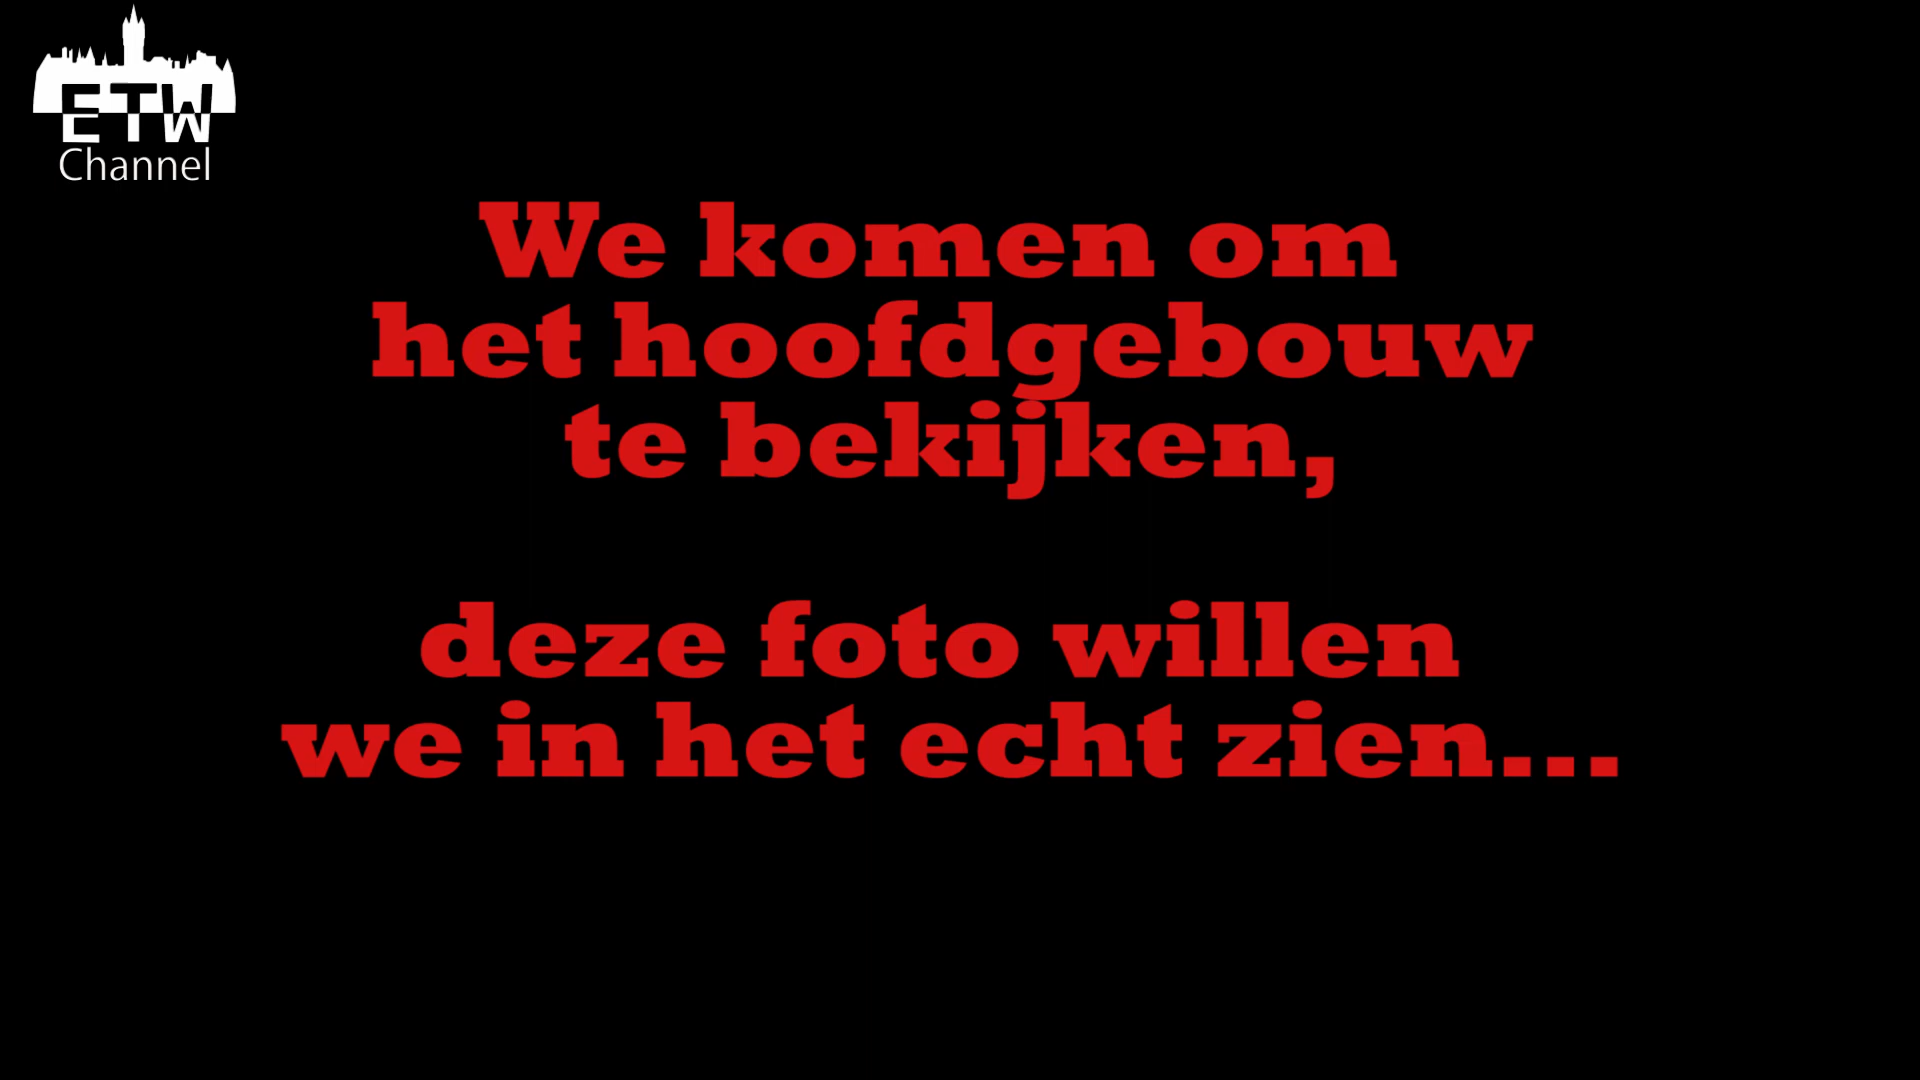 ETW
Channel
We komen om
het hoofdgebouw
te bekijken,
deze foto willen
we in het echt zien...